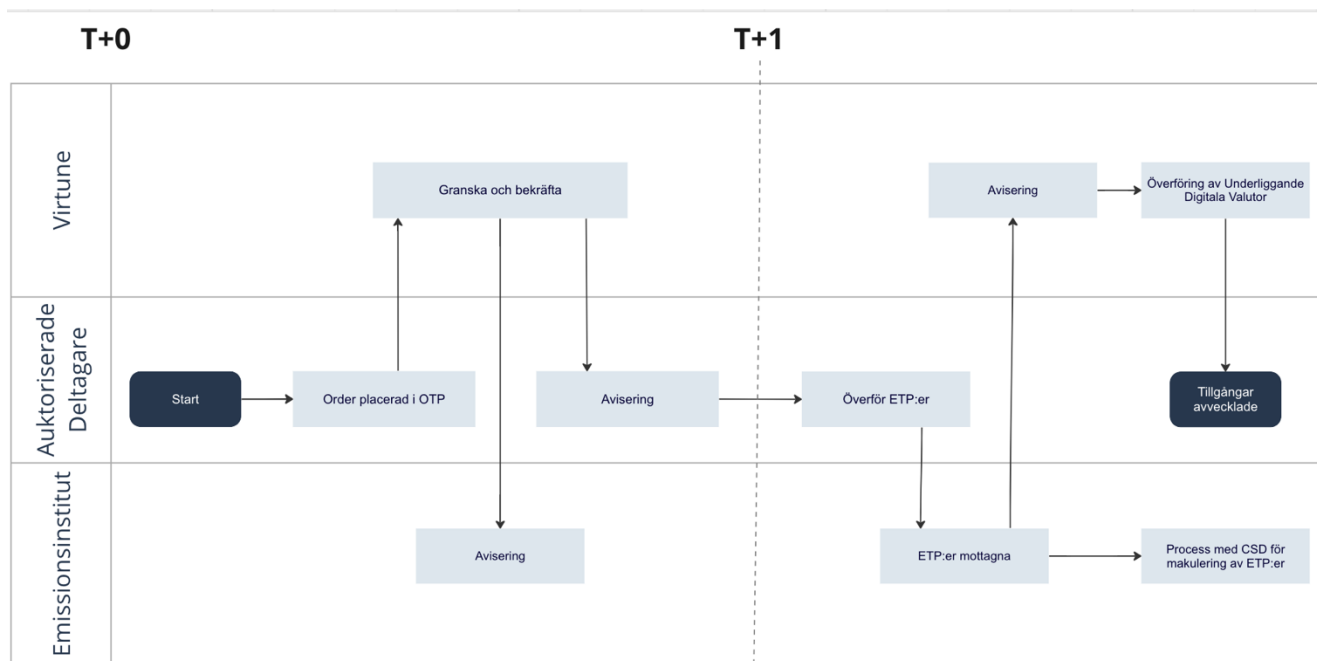 T+0
T+1
Virtune
Granska och bekräfta
Avisering
Överföring av Underliggande
Digitala Valutor
Auktoriserade
Deltagare
Start
Order placerad i OTP
Avisering
Överför ETP:er
Tillgångar
avvecklade
Emissionsinstitut
Avisering
ETP:er mottagna
Process med CSD för
makulering av ETP:er